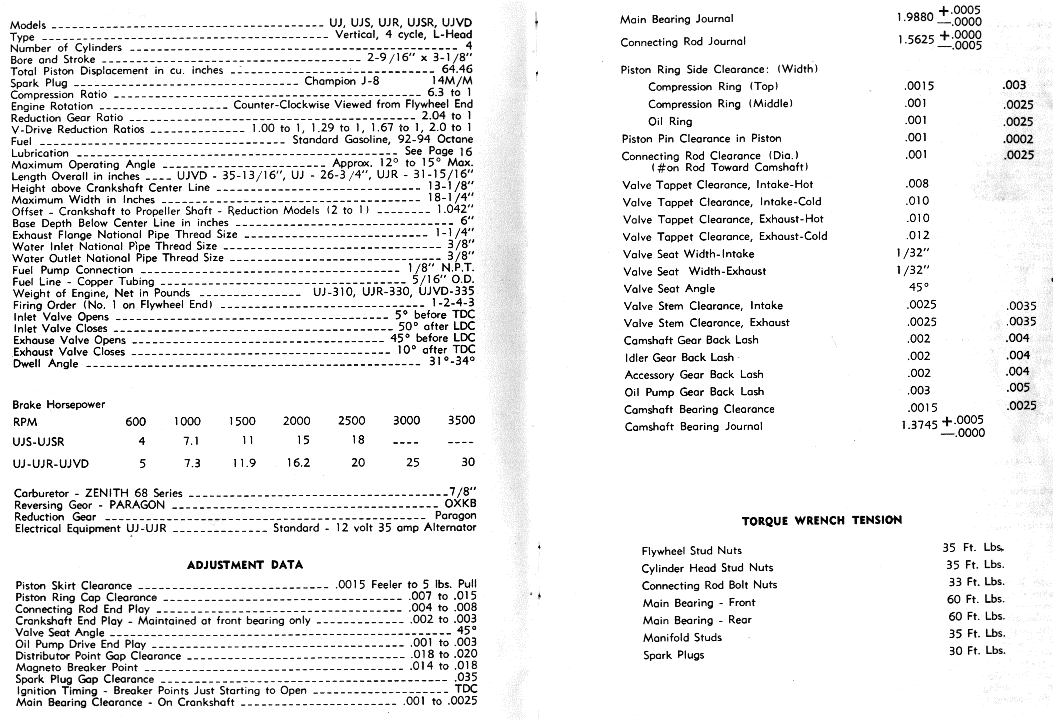 Models UJ, UJS, UJR, UJSR, UJVD
Type Vertical, 4 cycle, L-Head
Number of Cylinders 4
Bore and Stroke 2-9/16" x 3-1/8"
Total Piston Displacement in cu. inches 64.46
Spark Plug Champion J-8 14M/M
Compression Ratio 6.3 to 1
Engine Rotation Counter-Clockwise Viewed from Flywheel End
Reduction Gear Ratio 2.04 to 1
V-Drive Reduction Ratios 1.00 to 1, 1.29 to 1, 1.67 to 1, 2.0 to 1
Fuel Standard Gasoline, 92-94 Octane
Lubrication See Page 16
Maximum Operating Angle Approx. 12° to 15° Max.
Length Overall in inches UJVD - 35-13/16", UJ - 26-3/4", UJR - 31-15/16"
Height above Crankshaft Center Line 13-1/8"
Maximum Width in Inches 18-1/4"
Offset - Crankshaft to Propeller Shaft - Reduction Models (2 to 1) 1.042"
Base Depth Below Center Line in inches 6"
Exhaust Flange National Pipe Thread Size 1-1/4"
Water Inlet National Pipe Thread Size 3/8"
Water Outlet National Pipe Thread Size 3/8"
Fuel Pump Connection 1/8" N.P.T.
Fuel Line - Copper Tubing 5/16" O.D.
Weight of Engine, Net in Pounds UJ-310, UJR-330, UJVD-335
Firing Order (No. 1 on Flywheel End) 1-2-4-3
Inlet Valve Opens 5° before TDC
Inlet Valve Closes 50° after LDC
Exhause Valve Opens 45° before LDC
Exhaust Valve Closes 10° after TDC
Dwell Angle 31°-34°
Brake Horsepower
RPM 600 1000 1500 2000 2500 3000 3500
UJS-UJSR 4 7.1 11 15 18 ---- ----
UJ-UJR-UJVD 5 7.3 11.9 16.2 20 25 30
Carburetor - ZENITH 68 Series 7/8"
Reversing Gear - PARAGON OXKB
Reduction Gear Paragon
Electrical Equipment UJ-UJR Standard - 12 volt 35 amp Alternator
ADJUSTMENT DATA
Piston Skirt Clearance .0015 Feeler to 5 lbs. Pull
Piston Ring Cap Clearance .007 to .015
Connecting Rod End Play .004 to .008
Crankshaft End Play - Maintained at front bearing only .002 to .003
Valve Seat Angle 45°
Oil Pump Drive End Play .001 to .003
Distributor Point Gap Clearance .018 to .020
Magneto Breaker Point .014 to .018
Spark Plug Gap Clearance .035
Ignition Timing - Breaker Points Just Starting to Open TDC
Main Bearing Clearance - On Crankshaft .001 to .0025
Main Bearing Journal 1.9880 +.0005 —.0000
Connecting Rod Journal 1.5625 +.0000 —.0005
Piston Ring Side Clearance: (Width)
Compression Ring (Top) .0015 .003
Compression Ring (Middle) .001 .0025
Oil Ring .001 .0025
Piston Pin Clearance in Piston .001 .0002
Connecting Rod Clearance (Dia.) .001 .0025
(#on Rod Toward Camshaft)
Valve Tappet Clearance, Intake-Hot .008
Valve Tappet Clearance, Intake-Cold .010
Valve Tappet Clearance, Exhaust-Hot .010
Valve Tappet Clearance, Exhaust-Cold .012
Valve Seat Width-Intake 1/32"
Valve Seat Width-Exhaust 1/32"
Valve Seat Angle 45°
Valve Stem Clearance, Intake .0025 .0035
Valve Stem Clearance, Exhaust .0025 .0035
Camshaft Gear Back Lash .002 .004
Idler Gear Back Lash .002 .004
Accessory Gear Back Lash .002 .004
Oil Pump Gear Back Lash .003 .005
Camshaft Bearing Clearance .0015 .0025
Camshaft Bearing Journal 1.3745 +.0005 —.0000
TORQUE WRENCH TENSION
Flywheel Stud Nuts 35 Ft. Lbs.
Cylinder Head Stud Nuts 35 Ft. Lbs.
Connecting Rod Bolt Nuts 33 Ft. Lbs.
Main Bearing - Front 60 Ft. Lbs.
Main Bearing - Rear 60 Ft. Lbs.
Manifold Studs 35 Ft. Lbs.
Spark Plugs 30 Ft. Lbs.